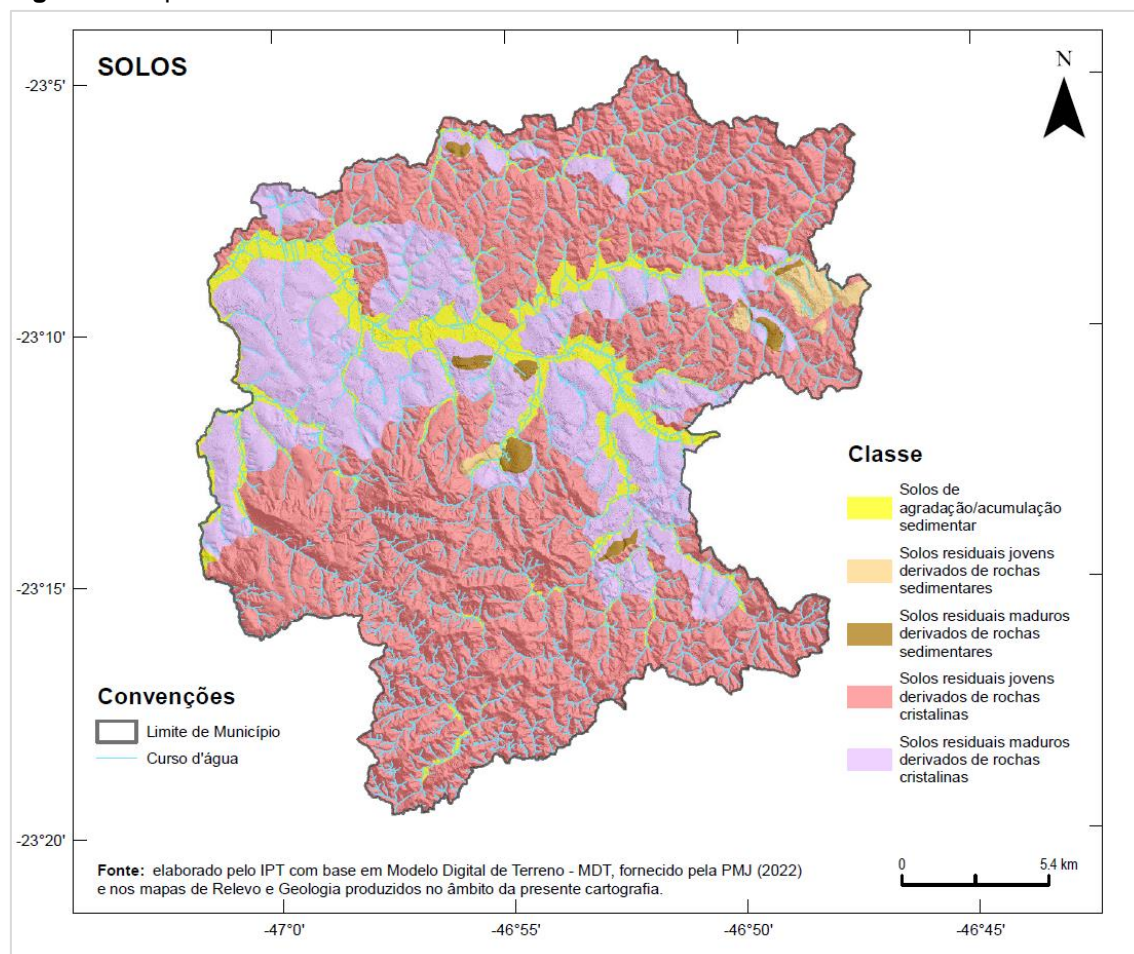 SOLOS
N
-23°5'
-23°10'
-23°15'
-23°20'
Classe
Solos de
agradação/acumulação
sedimentar
Solos residuais jovens
derivados de rochas
sedimentares
Solos residuais maduros
derivados de rochas
sedimentares
Solos residuais jovens
derivados de rochas
cristalinas
Solos residuais maduros
derivados de rochas
cristalinas
Convenções
Limite de Município
Curso d'água
Fonte: elaborado pelo IPT com base em Modelo Digital de Terreno - MDT, fornecido pela PMJ (2022)
e nos mapas de Relevo e Geologia produzidos no âmbito da presente cartografia.
0 5.4 km
-47°0' -46°55' -46°50' -46°45'